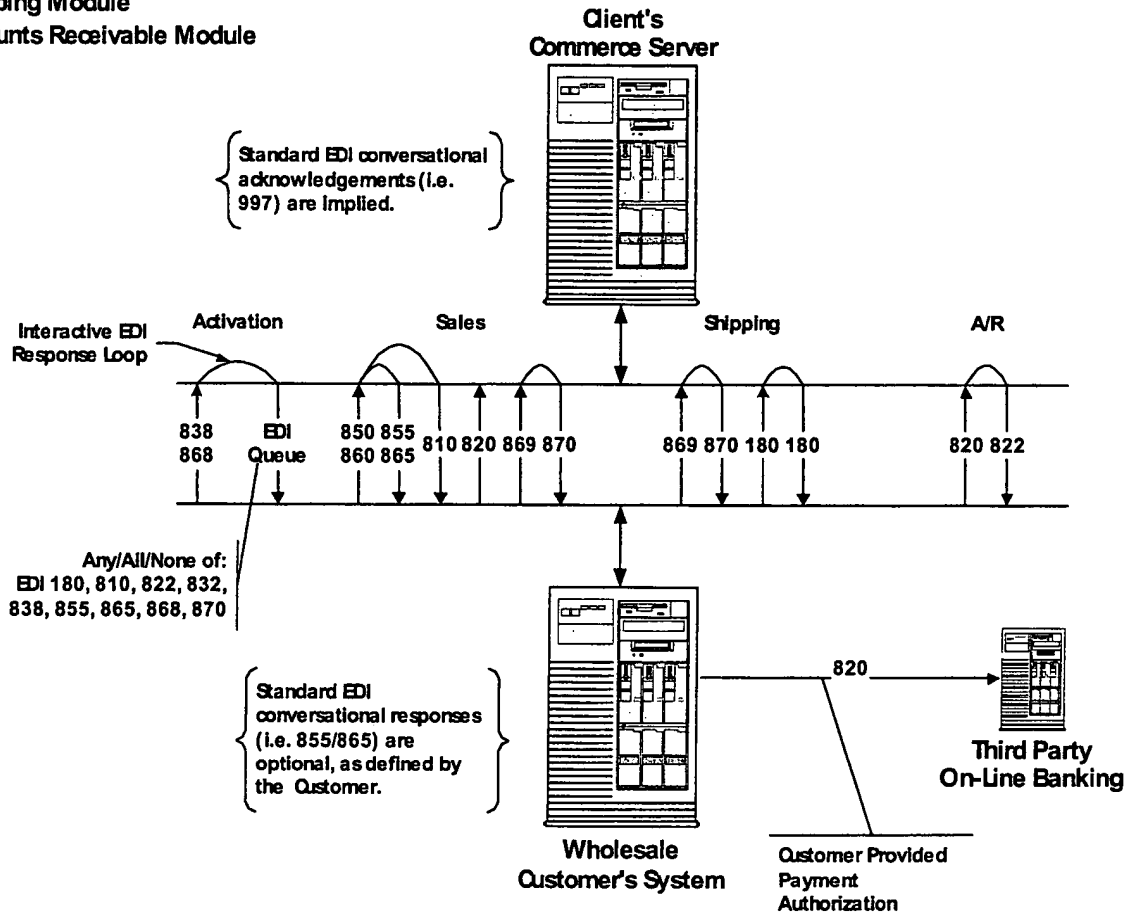 Module
Receivable Module
Client's
Commerce Server
Standard EDI conversational
acknowledgements (i.e.
997) are implied.
Interactive EDI
Response Loop
Activation
Sales
Shipping
A/R
838
868
EDI
Queue
850 855
860 865
810 820 869 870
869 870 180 180
820 822
Any/All/None of:
EDI 180, 810, 822, 832,
838, 855, 865, 868, 870
Standard EDI
conversational responses
(i.e. 855/865) are
optional, as defined by
the Customer.
820
Third Party
On-Line Banking
Wholesale
Customer's System
Customer Provided
Payment
Authorization